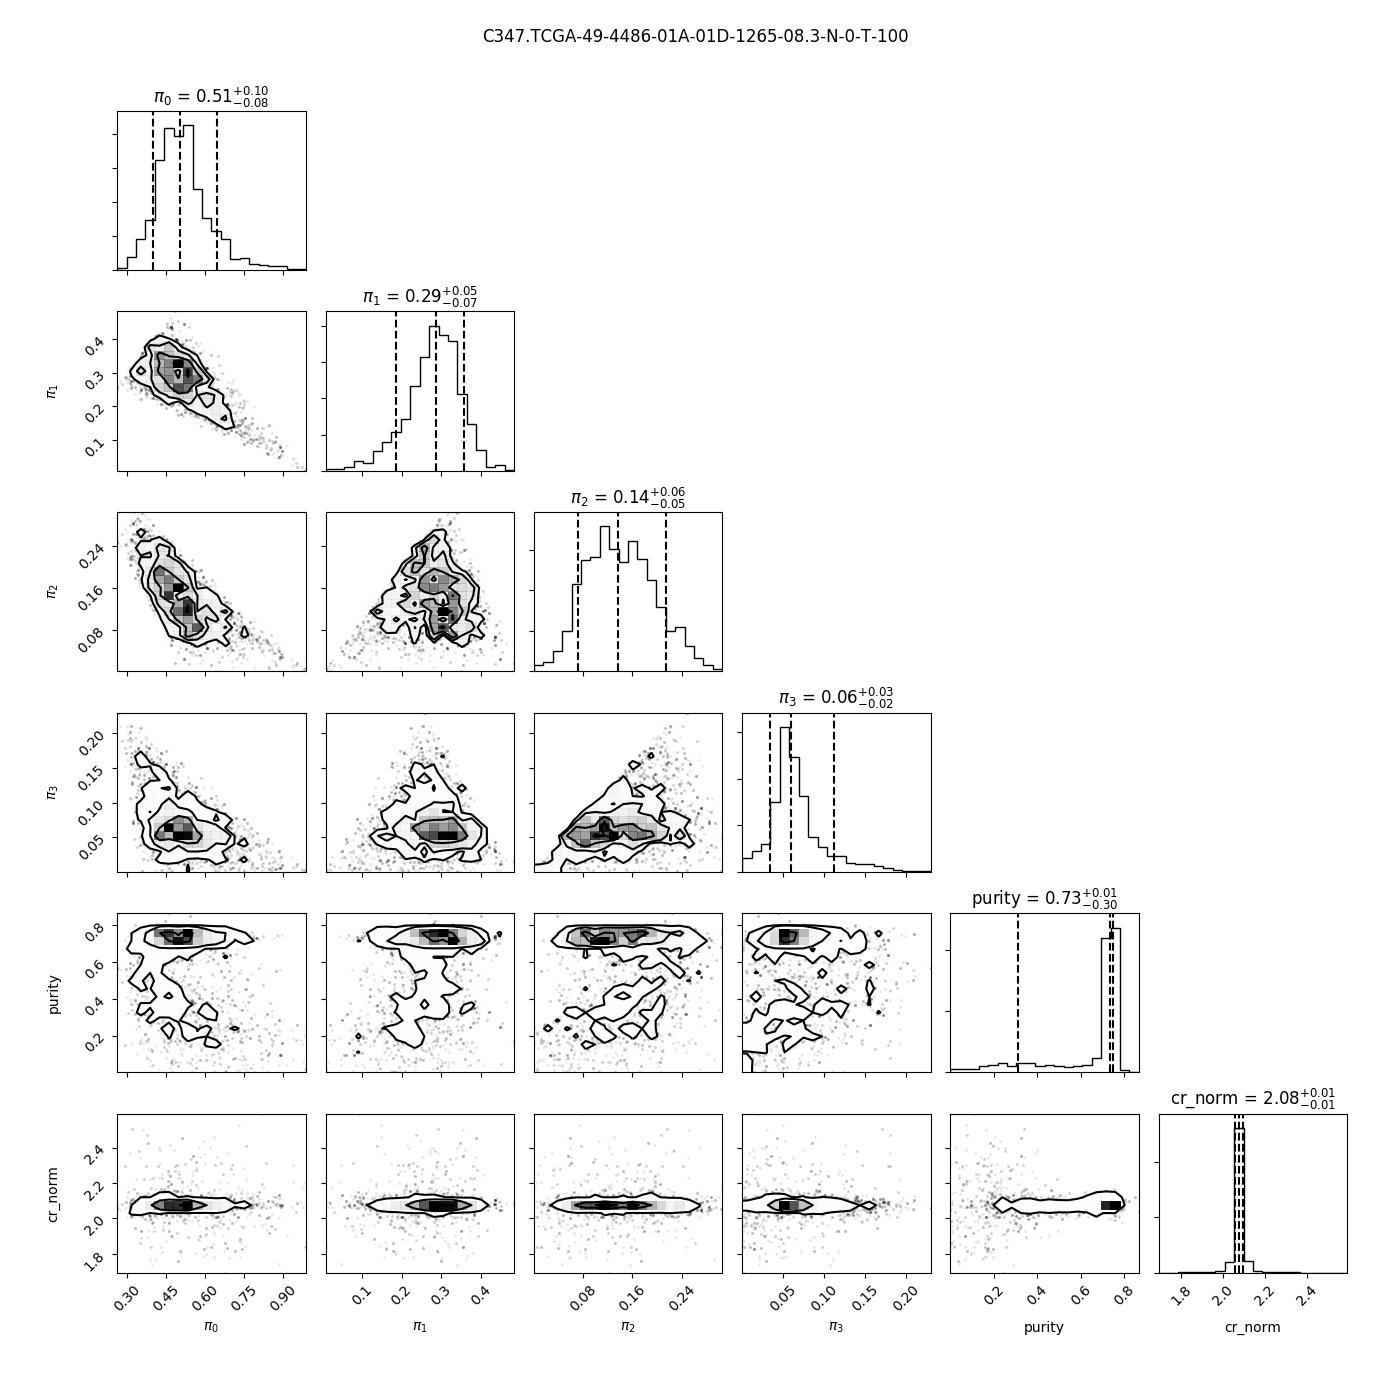 C347.TCGA-49-4486-01A-01D-1265-08.3-N-0-T-100
π0 = 0.51+0.10−0.08
π1 = 0.29+0.05−0.07
0.4
0.3
0.2
0.1
π1
π2 = 0.14+0.06−0.05
0.24
0.16
0.08
π2
π3 = 0.06+0.03−0.02
0.20
0.15
0.10
0.05
π3
purity = 0.73+0.01−0.30
0.8
0.6
0.4
0.2
purity
cr_norm = 2.08+0.01−0.01
2.4
2.2
2.0
1.8
cr_norm
0.30 0.45 0.60 0.75 0.90
0.1 0.2 0.3 0.4
0.08 0.16 0.24
0.05 0.10 0.15 0.20
0.2 0.4 0.6 0.8
1.8 2.0 2.2 2.4
π0 π1 π2 π3 purity cr_norm